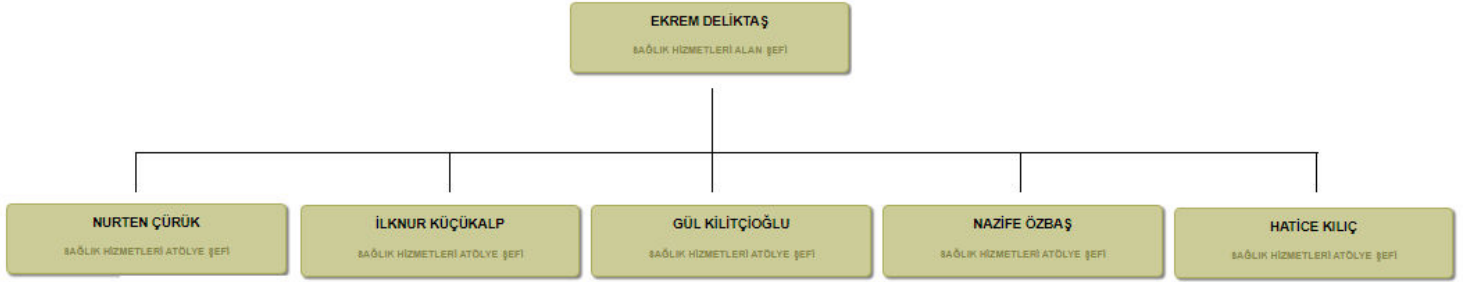 EKREM DELİKTAŞ
SAĞLIK HİZMETLERİ ALAN ŞEFİ
NURTEN ÇÜRÜK
SAĞLIK HİZMETLERİ ATÖLYE ŞEFİ
İLKNUR KÜÇÜKALP
SAĞLIK HİZMETLERİ ATÖLYE ŞEFİ
GÜL KİLİTÇİOĞLU
SAĞLIK HİZMETLERİ ATÖLYE ŞEFİ
NAZİFE ÖZBAŞ
SAĞLIK HİZMETLERİ ATÖLYE ŞEFİ
HATİCE KILIÇ
SAĞLIK HİZMETLERİ ATÖLYE ŞEFİ